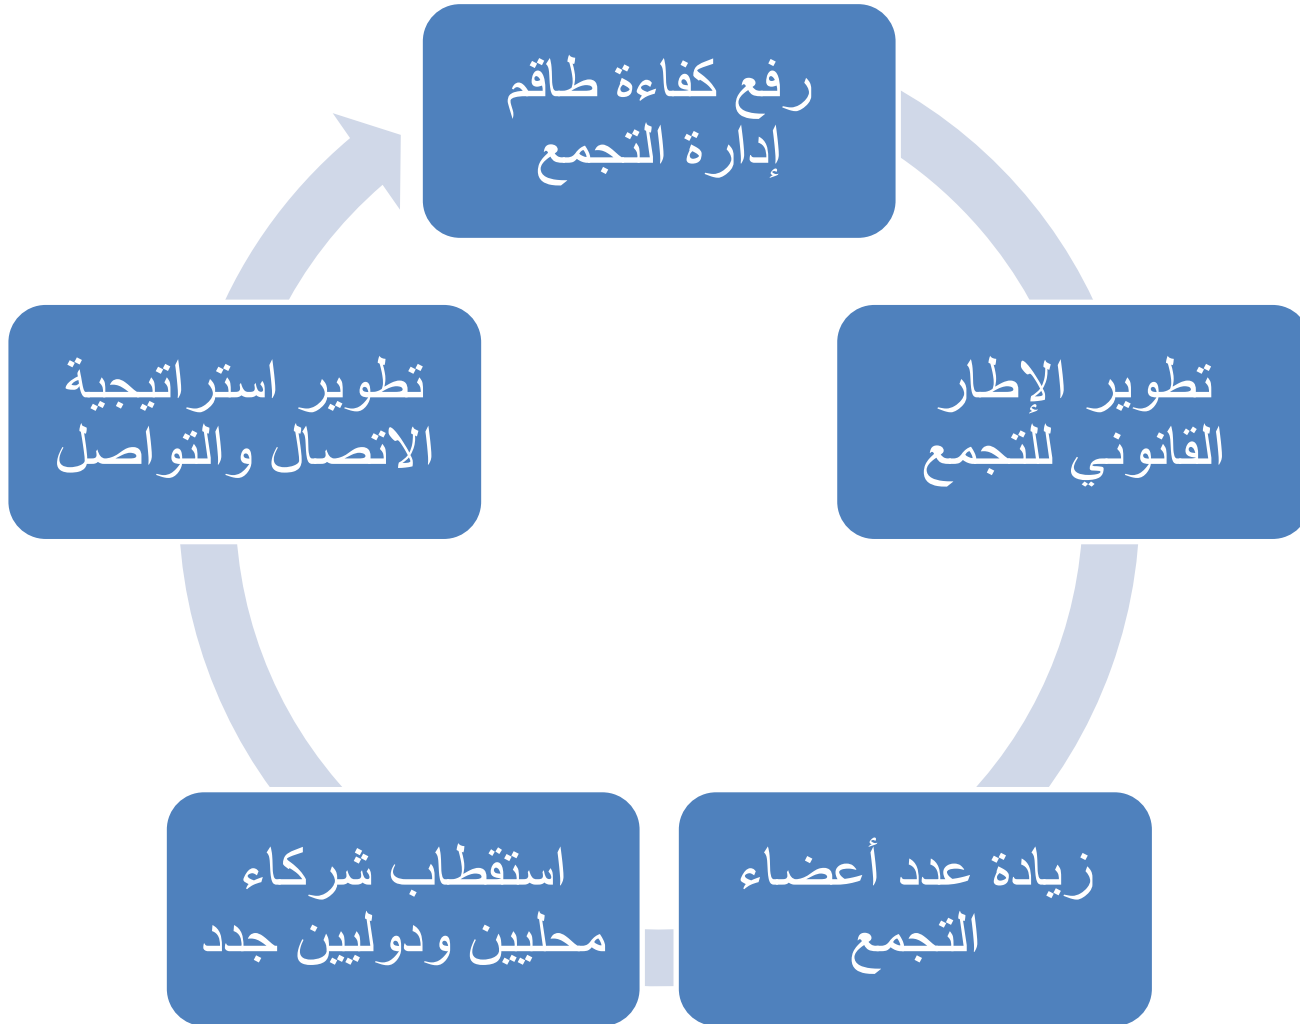 رفع كفاءة طاقم
إدارة التجمع
تطوير الإطار
القانوني للتجمع
زيادة عدد أعضاء
التجمع
استقطاب شركاء
محليين ودوليين جدد
تطوير استراتيجية
الاتصال والتواصل